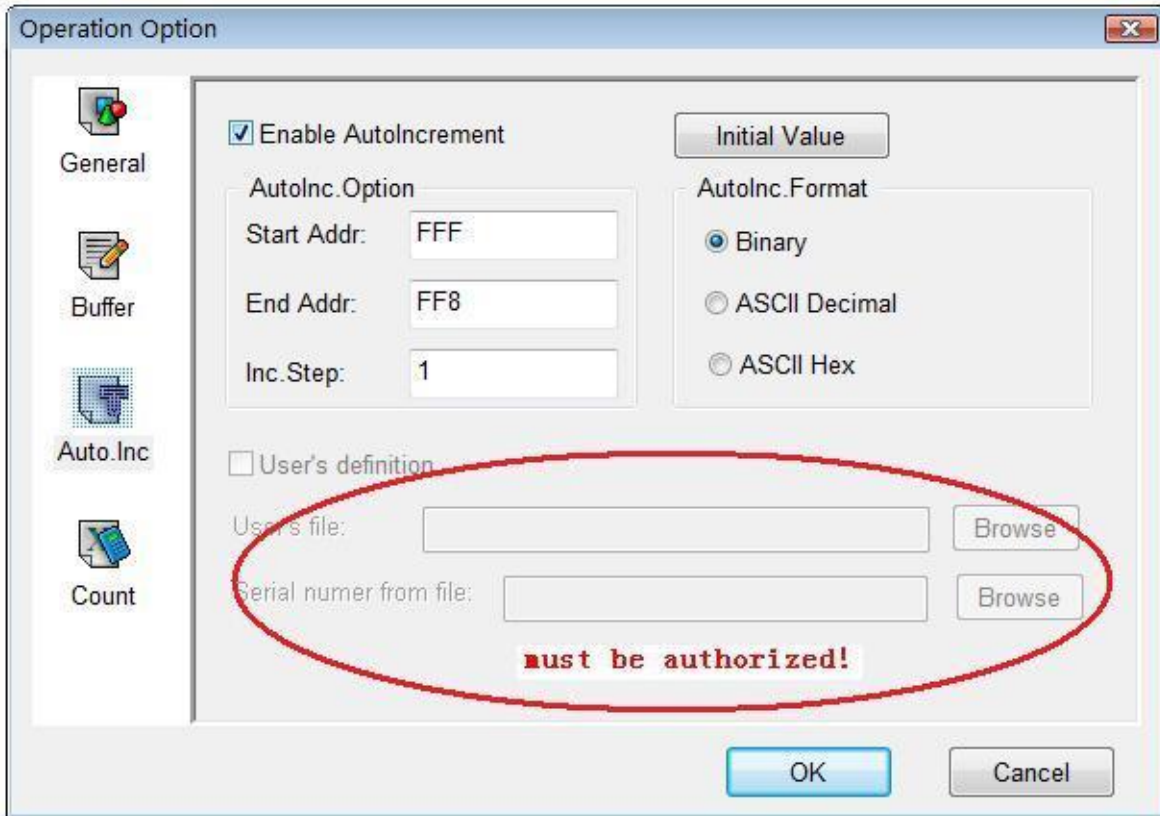 Operation Option
General
Buffer
Auto.Inc
Count
Enable AutoIncrement
Initial Value
AutoInc.Option
Start Addr: FFF
End Addr: FF8
Inc.Step: 1
AutoInc.Format
Binary
ASCII Decimal
ASCII Hex
User's definition
User's file: Browse
Serial numer from file: Browse
must be authorized!
OK Cancel